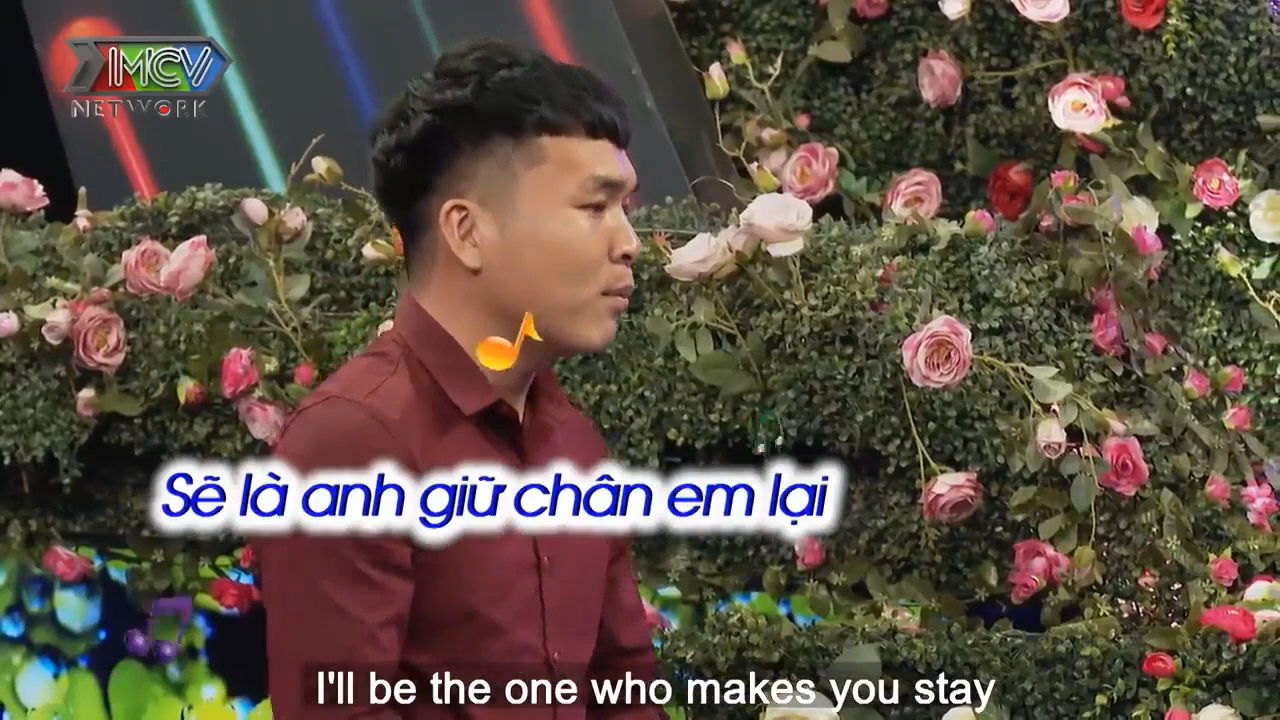 MCV
NETWORK
Sẽ là anh giữ chân em lại
I'll be the one who makes you stay